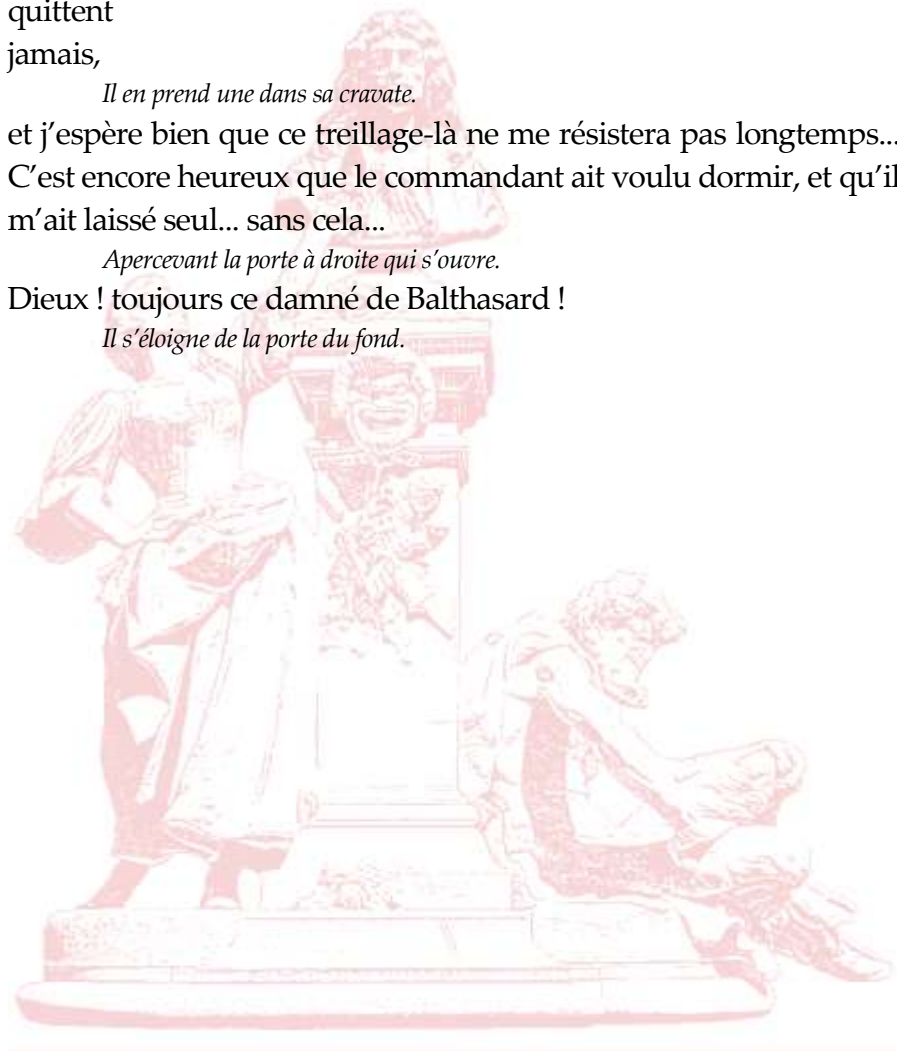 quittent
jamais,
Il en prend une dans sa cravate.
et j’espère bien que ce treillage-là ne me résistera pas longtemps...
C’est encore heureux que le commandant ait voulu dormir, et qu’il
m’ait laissé seul... sans cela...
Apercevant la porte à droite qui s’ouvre.
Dieux ! toujours ce damné de Balthasard !
Il s’éloigne de la porte du fond.